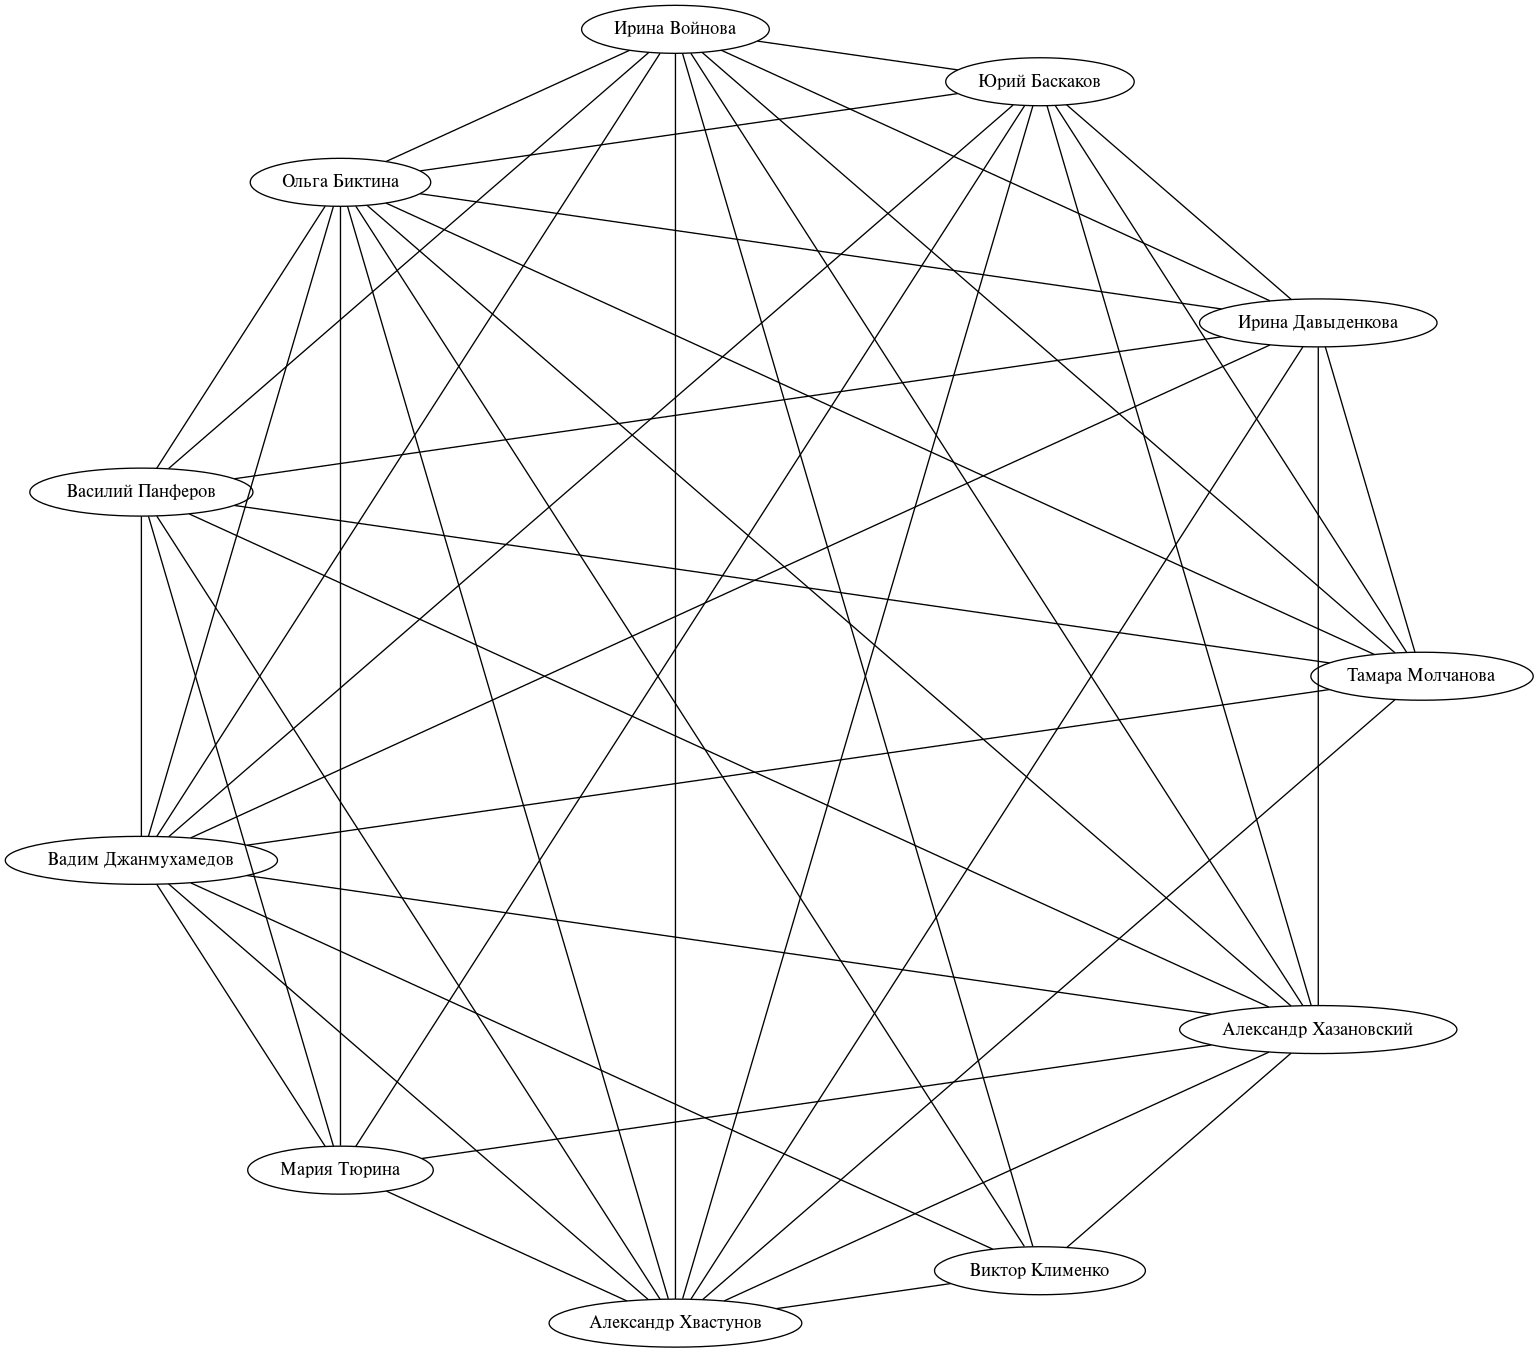 Ирина Войнова
Юрий Баскаков
Ольга Биктина
Ирина Давыденкова
Василий Панферов
Тамара Молчанова
Вадим Джанмухамедов
Александр Хазановский
Мария Тюрина
Виктор Клименко
Александр Хвастунов